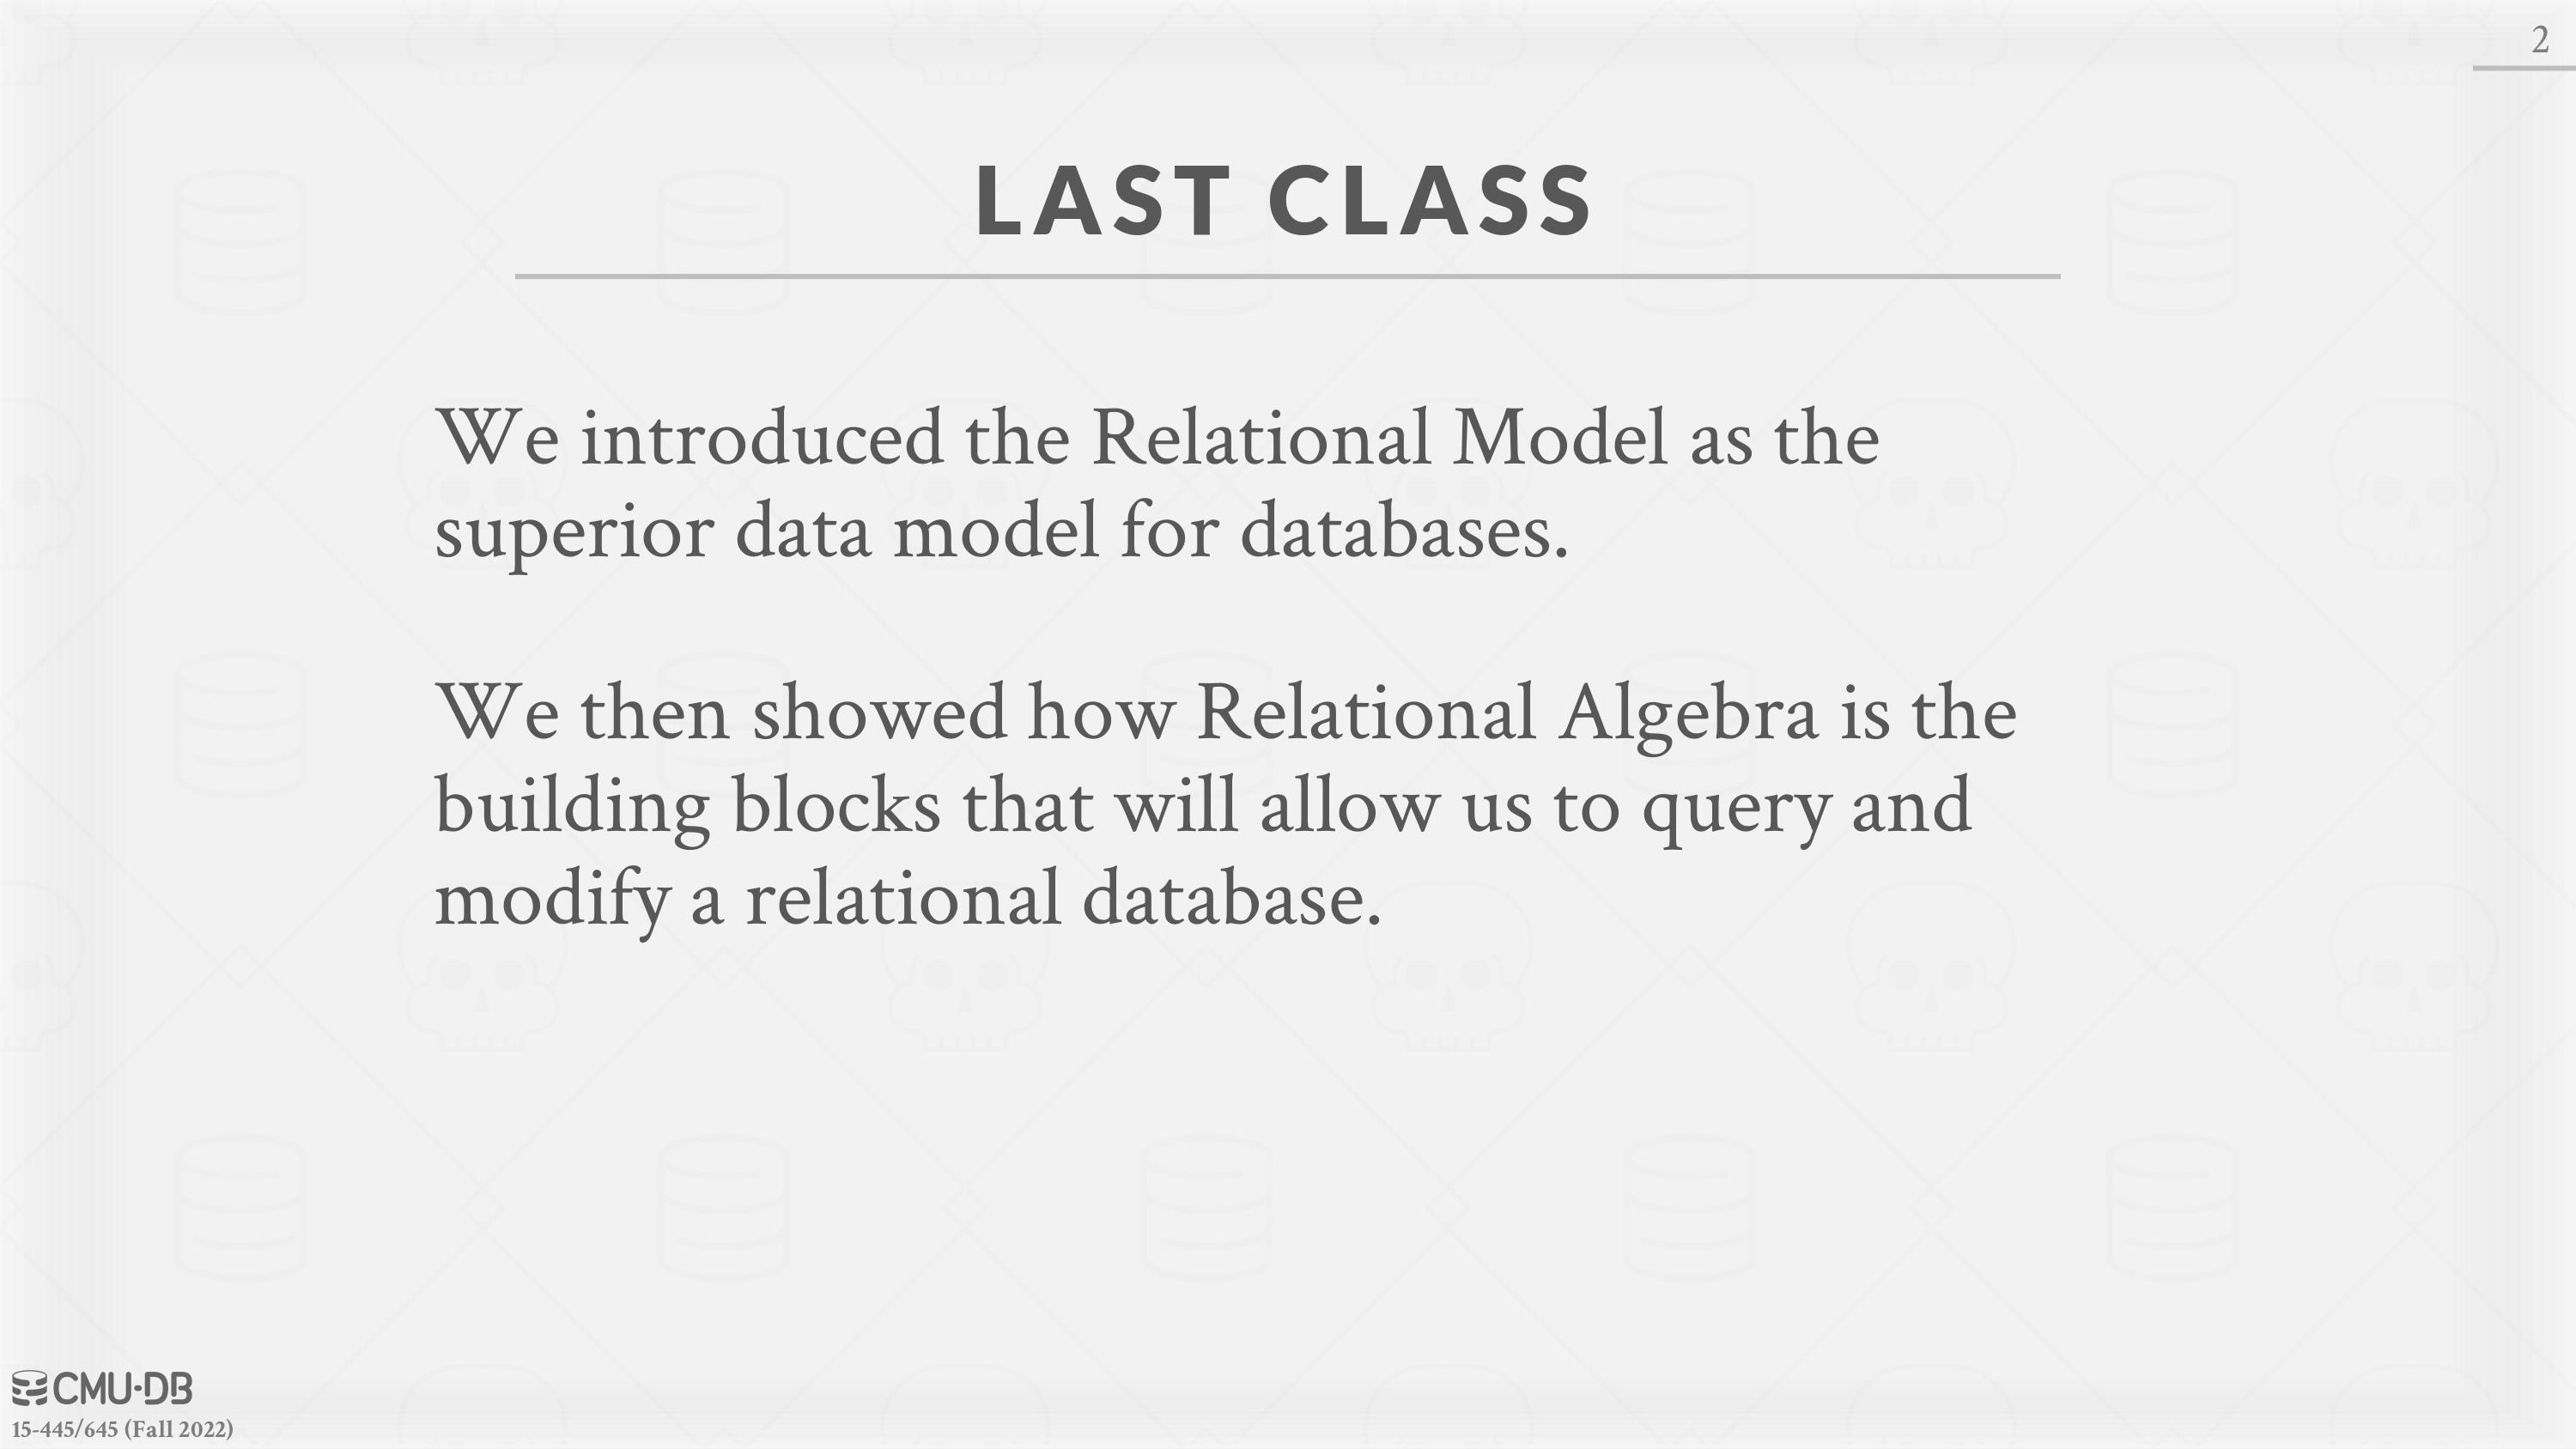 2
LAST CLASS
We introduced the Relational Model as the
superior data model for databases.
We then showed how Relational Algebra is the
building blocks that will allow us to query and
modify a relational database.
CMU·DB
15-445/645 (Fall 2022)